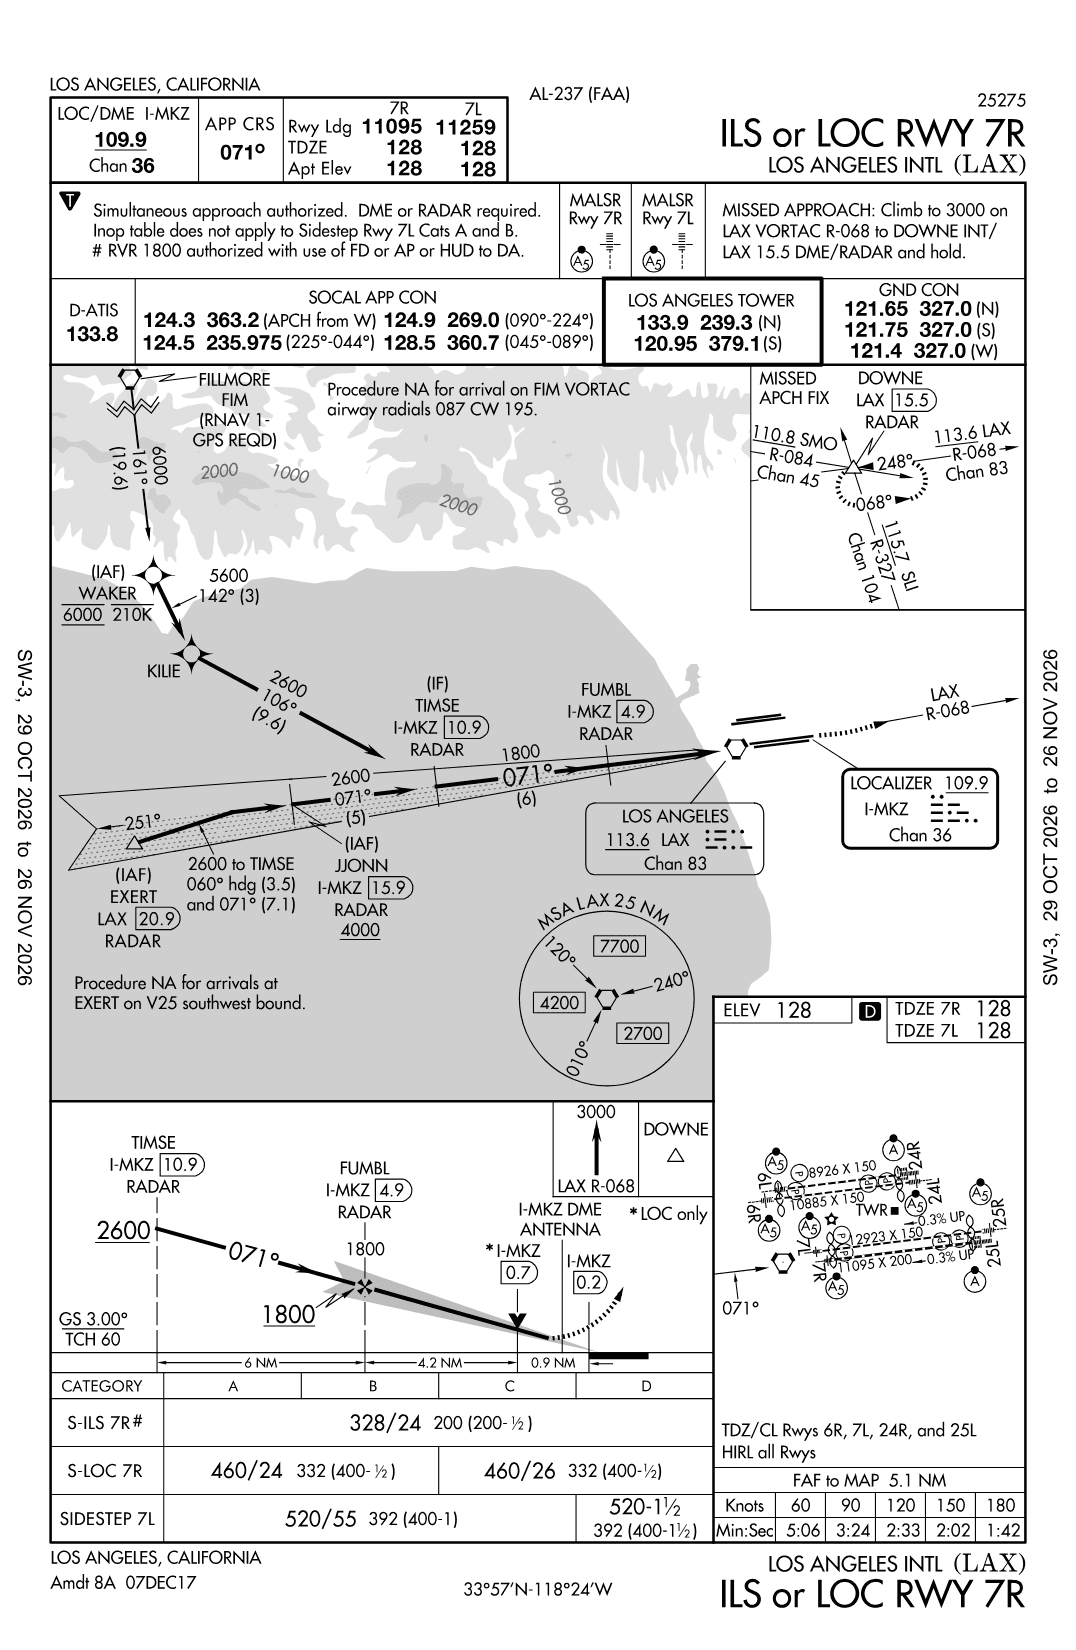 LOS ANGELES, CALIFORNIA
AL-237 (FAA)
25275
ILS or LOC RWY 7R
LOS ANGELES INTL (LAX)
LOC/DME I-MKZ
109.9
Chan 36
APP CRS
071°
7R 7L
Rwy Ldg 11095 11259
TDZE 128 128
Apt Elev 128 128
T
Simultaneous approach authorized. DME or RADAR required.
Inop table does not apply to Sidestep Rwy 7L Cats A and B.
# RVR 1800 authorized with use of FD or AP or HUD to DA.
MALSR
Rwy 7R
A5
MALSR
Rwy 7L
A5
MISSED APPROACH: Climb to 3000 on
LAX VORTAC R-068 to DOWNE INT/
LAX 15.5 DME/RADAR and hold.
D-ATIS
133.8
SOCAL APP CON
124.3 363.2 (APCH from W) 124.9 269.0 (090°-224°)
124.5 235.975 (225°-044°) 128.5 360.7 (045°-089°)
LOS ANGELES TOWER
133.9 239.3 (N)
120.95 379.1 (S)
GND CON
121.65 327.0 (N)
121.75 327.0 (S)
121.4 327.0 (W)
FILLMORE
FIM
(RNAV 1-
GPS REQD)
Procedure NA for arrival on FIM VORTAC
airway radials 087 CW 195.
6000
161°
(19.6)
2000
1000
2000
1000
MISSED
APCH FIX
DOWNE
LAX 15.5
RADAR
110.8 SMO
R-084
Chan 45
113.6 LAX
R-068
Chan 83
248°
068°
115.7 SLI
R-327
Chan 104
(IAF)
WAKER
6000 210K
5600
142° (3)
KILIE
2600
106°
(9.6)
(IF)
TIMSE
I-MKZ 10.9
RADAR
FUMBL
I-MKZ 4.9
RADAR
LAX
R-068
2600
071°
(5)
1800
071°
(6)
251°
LOCALIZER 109.9
I-MKZ
Chan 36
LOS ANGELES
113.6 LAX
Chan 83
(IAF)
EXERT
LAX 20.9
RADAR
2600 to TIMSE
060° hdg (3.5)
and 071° (7.1)
(IAF)
JJONN
I-MKZ 15.9
RADAR
4000
Procedure NA for arrivals at
EXERT on V25 southwest bound.
MSA LAX 25 NM
120°
7700
240°
4200
2700
010°
SW-3, 29 OCT 2026 to 26 NOV 2026
SW-3, 29 OCT 2026 to 26 NOV 2026
ELEV 128
D
TDZE 7R 128
TDZE 7L 128
A5
A
24R
6L
P
8926 X 150
10885 X 150
6R
24L
A5
A5
TWR
A5
A5
0.3% UP
25R
7L
12923 X 150
7R
11095 X 200
0.3% UP
25L
A5
A
071°
TDZ/CL Rwys 6R, 7L, 24R, and 25L
HIRL all Rwys
FAF to MAP 5.1 NM
Knots 60 90 120 150 180
Min:Sec 5:06 3:24 2:33 2:02 1:42
TIMSE
I-MKZ 10.9
RADAR
2600
071°
FUMBL
I-MKZ 4.9
RADAR
1800
1800
3000
LAX R-068
DOWNE
I-MKZ DME
ANTENNA
*LOC only
*I-MKZ
0.7
I-MKZ
0.2
GS 3.00°
TCH 60
6 NM
4.2 NM
0.9 NM
CATEGORY A B C D
S-ILS 7R# 328/24 200 (200-½)
S-LOC 7R 460/24 332 (400-½) 460/26 332 (400-½)
SIDESTEP 7L 520/55 392 (400-1) 520-1½ 392 (400-1½)
LOS ANGELES, CALIFORNIA
Amdt 8A 07DEC17
33°57'N-118°24'W
LOS ANGELES INTL (LAX)
ILS or LOC RWY 7R